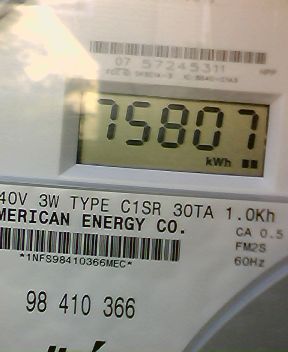 07 57245311
75807
kWh
40V 3W TYPE C1SR 30TA 1.0Kh
MERICAN ENERGY CO.
CA 0.5
FM2S
60Hz
*1NFS98410366MEC*
98 410 366